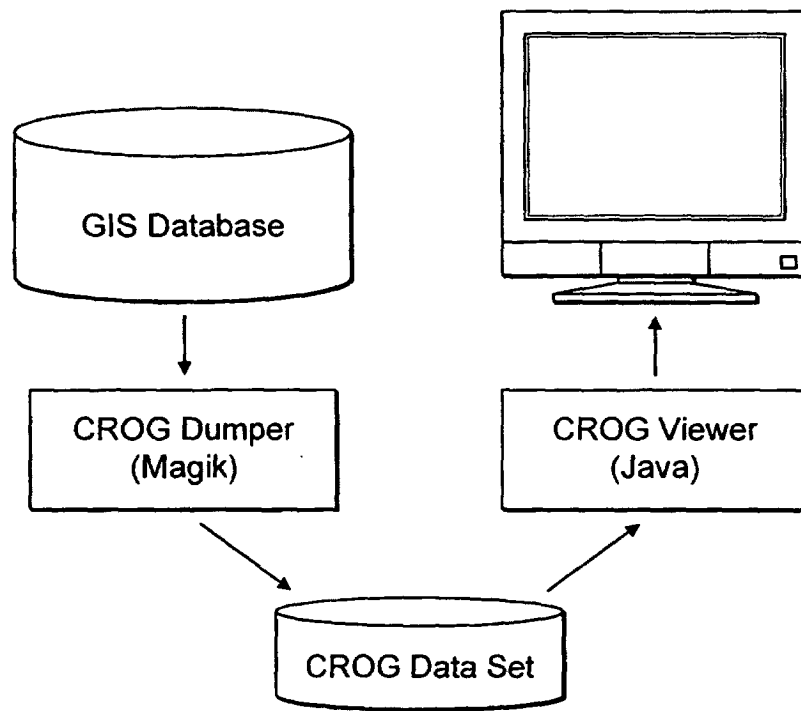 GIS Database
CROG Dumper
(Magik)
CROG Viewer
(Java)
CROG Data Set